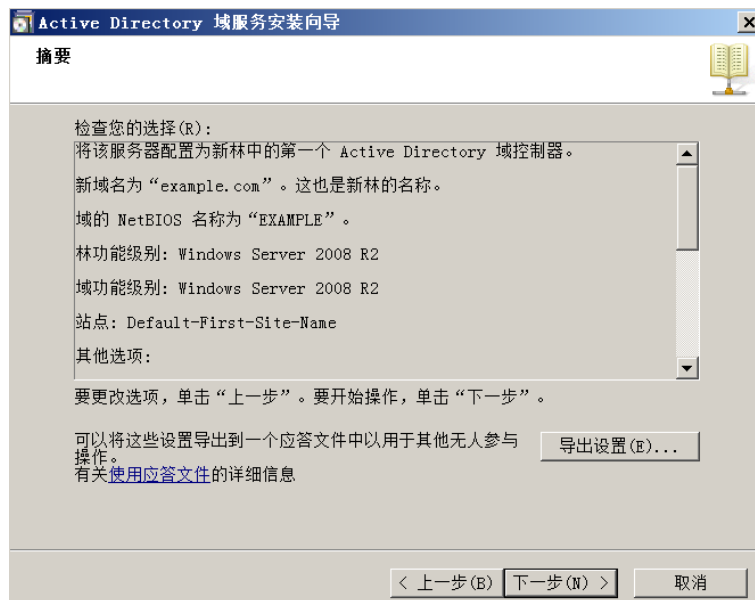 Active Directory 域服务安装向导
摘要
检查您的选择(R):
将该服务器配置为新林中的第一个 Active Directory 域控制器。
新域名为“example.com”。这也是新林的名称。
域的 NetBIOS 名称为“EXAMPLE”。
林功能级别: Windows Server 2008 R2
域功能级别: Windows Server 2008 R2
站点: Default-First-Site-Name
其他选项:
要更改选项，单击“上一步”。要开始操作，单击“下一步”。
可以将这些设置导出到一个应答文件中以用于其他无人参与
操作。
导出设置(E)...
有关使用应答文件的详细信息
< 上一步(B) 下一步(N) > 取消